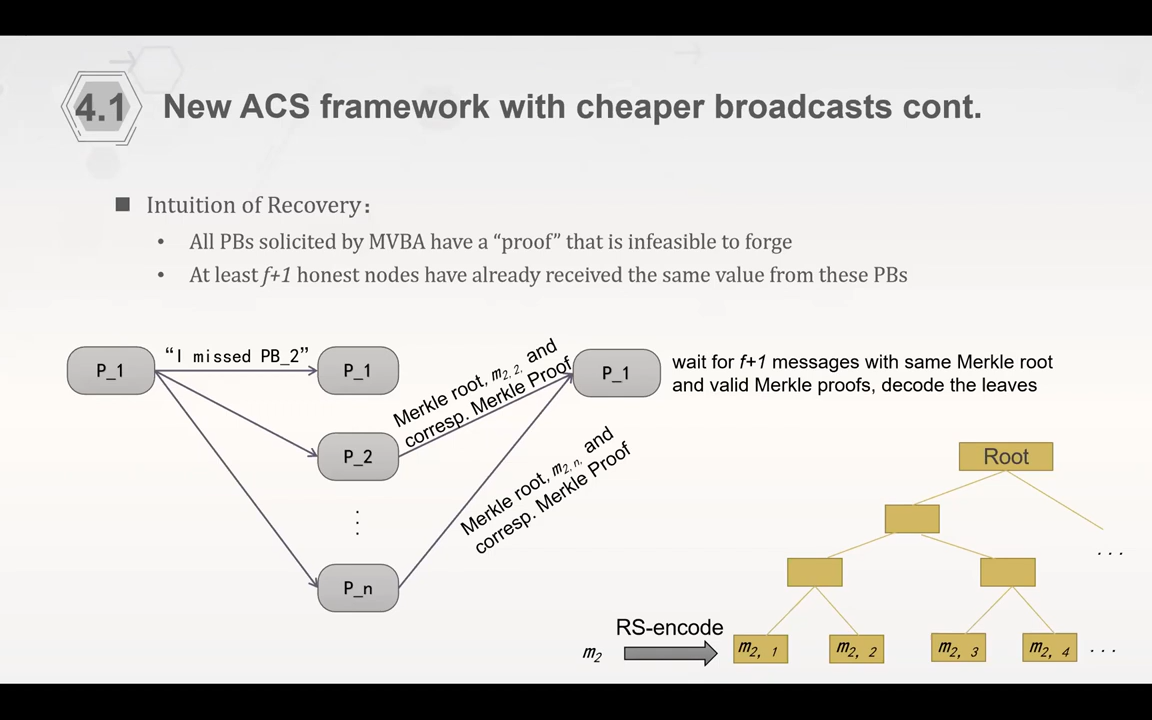 4.1
New ACS framework with cheaper broadcasts cont.
Intuition of Recovery：
All PBs solicited by MVBA have a “proof” that is infeasible to forge
At least f+1 honest nodes have already received the same value from these PBs
P_1
“I missed PB_2”
P_1
P_2
P_n
Merkle root, m2, 2, and
corresp. Merkle Proof
Merkle root, m2, n, and
corresp. Merkle Proof
P_1
wait for f+1 messages with same Merkle root
and valid Merkle proofs, decode the leaves
Root
...
m2
RS-encode
m2, 1
m2, 2
m2, 3
m2, 4
...